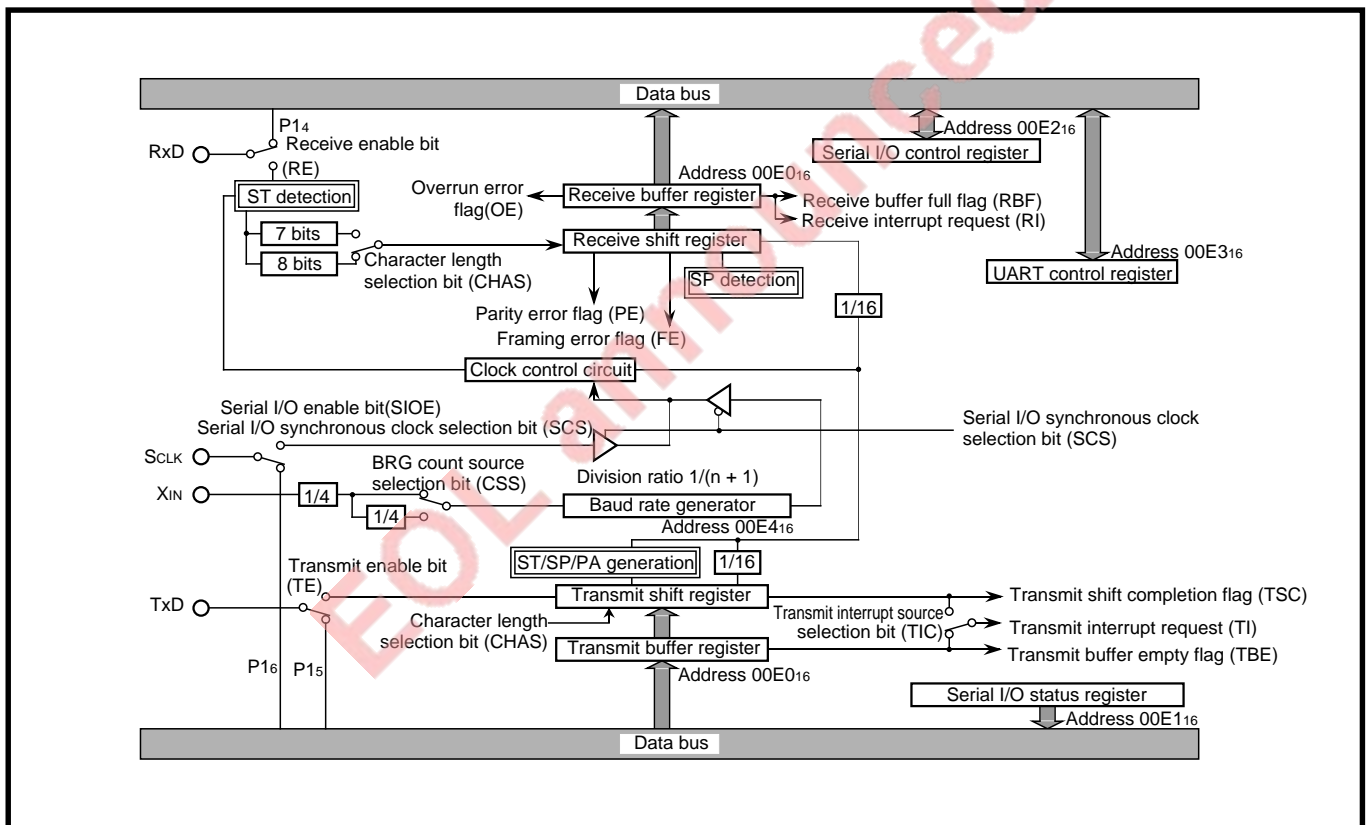 Data bus
P14
Receive enable bit
(RE)
RxD
ST detection
7 bits
8 bits
Character length
selection bit (CHAS)
Overrun error
flag(OE)
Address 00E016
Receive buffer register
Receive buffer full flag (RBF)
Receive interrupt request (RI)
Receive shift register
SP detection
Parity error flag (PE)
Framing error flag (FE)
Address 00E216
Serial I/O control register
Address 00E316
UART control register
1/16
Clock control circuit
Serial I/O enable bit(SIOE)
Serial I/O synchronous clock selection bit (SCS)
Serial I/O synchronous clock
selection bit (SCS)
SCLK
XIN
1/4
1/4
BRG count source
selection bit (CSS)
Division ratio 1/(n + 1)
Baud rate generator
Address 00E416
ST/SP/PA generation
1/16
Transmit enable bit
(TE)
TxD
Transmit shift register
Character length
selection bit (CHAS)
Transmit buffer register
Address 00E016
Transmit interrupt source
selection bit (TIC)
Transmit shift completion flag (TSC)
Transmit interrupt request (TI)
Transmit buffer empty flag (TBE)
P16
P15
Serial I/O status register
Address 00E116
Data bus
EOL announced